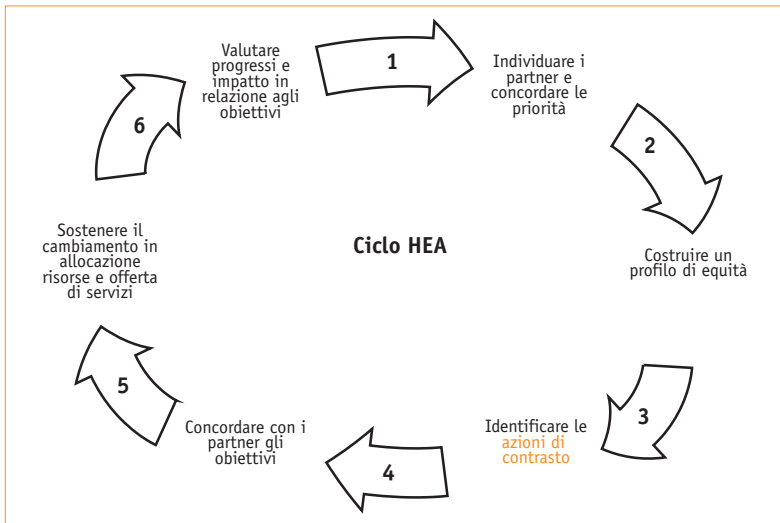 1
Individuare i
partner e
concordare le
priorità
2
Costruire un
profilo di equità
3
Identificare le
azioni di
contrasto
4
Concordare con i
partner gli
obiettivi
5
Sostenere il
cambiamento in
allocazione
risorse e offerta
di servizi
6
Valutare
progressi e
impatto in
relazione agli
obiettivi
Ciclo HEA